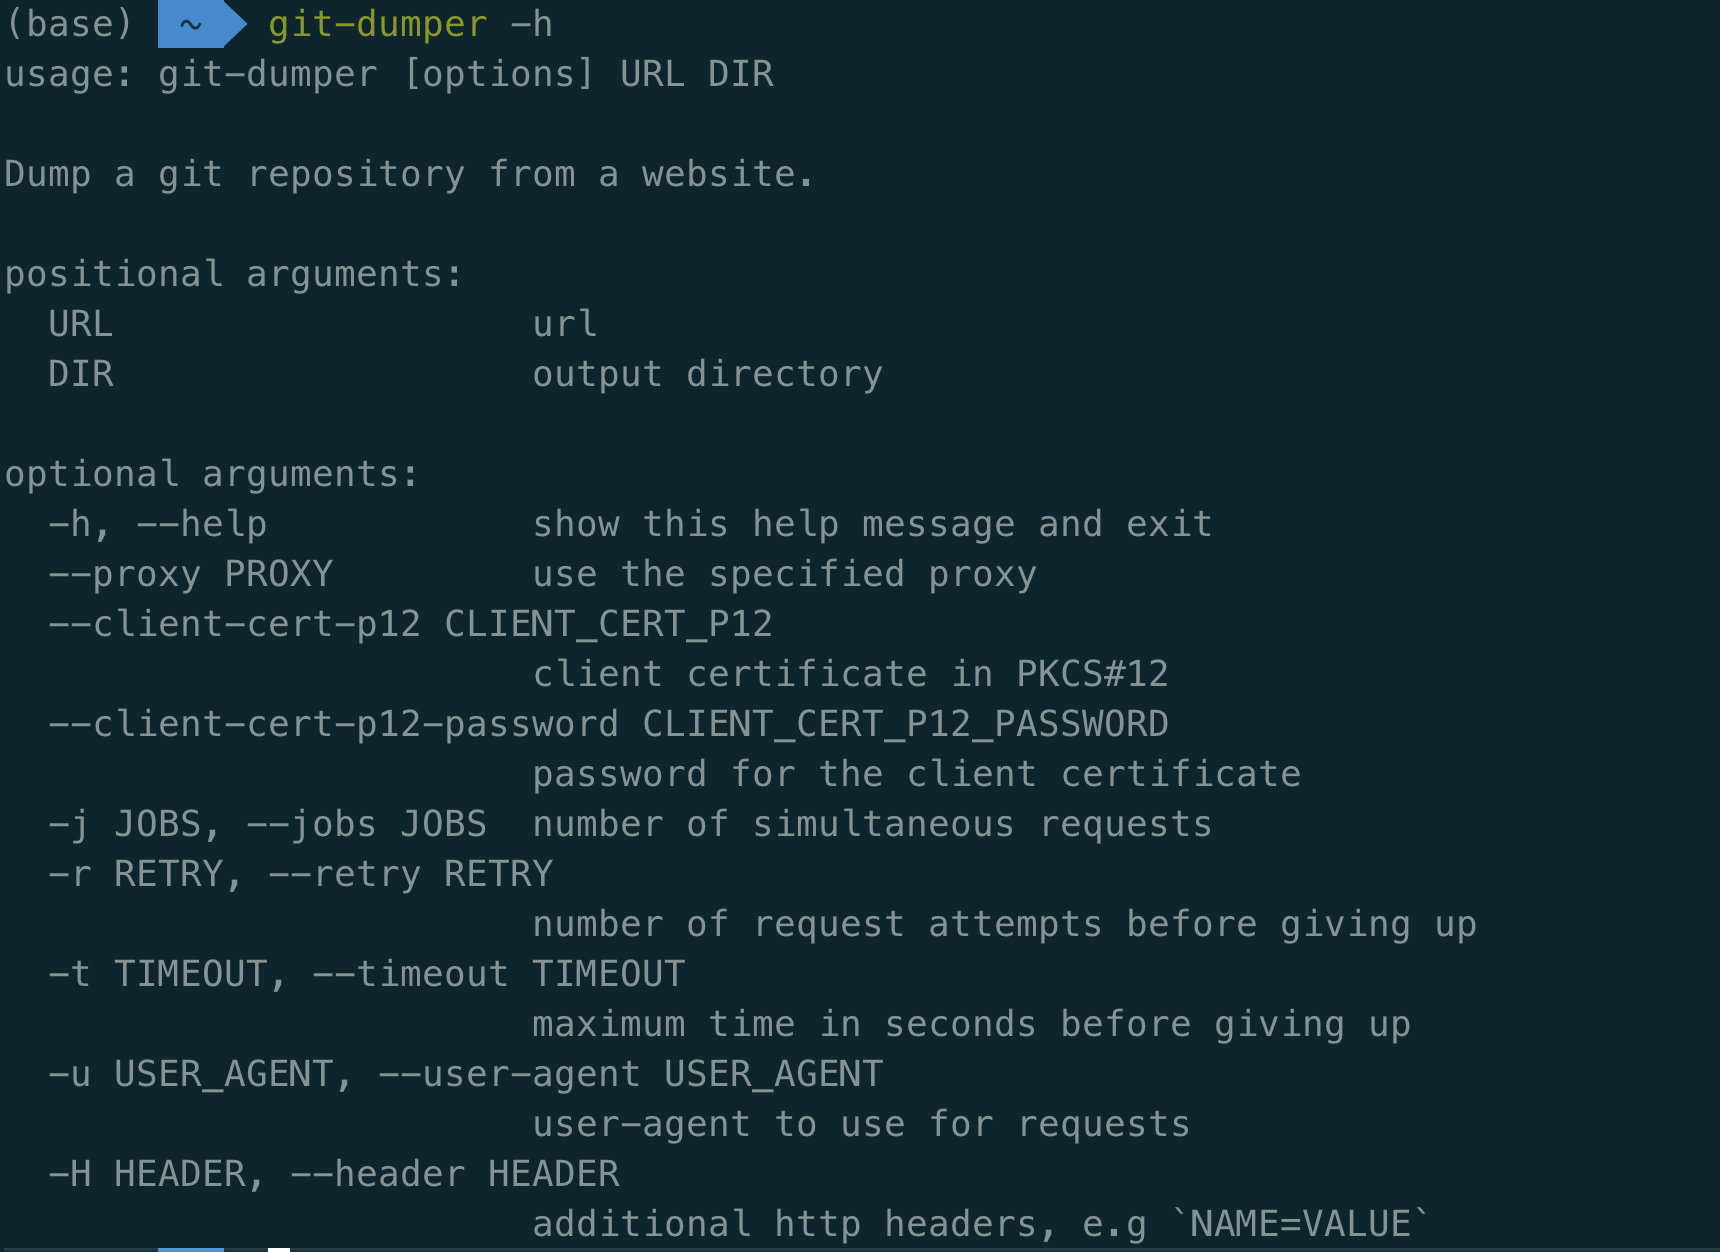 (base) ~ git-dumper -h
usage: git-dumper [options] URL DIR
Dump a git repository from a website.
positional arguments:
  URL                   url
  DIR                   output directory
optional arguments:
  -h, --help            show this help message and exit
  --proxy PROXY         use the specified proxy
  --client-cert-p12 CLIENT_CERT_P12
                        client certificate in PKCS#12
  --client-cert-p12-password CLIENT_CERT_P12_PASSWORD
                        password for the client certificate
  -j JOBS, --jobs JOBS  number of simultaneous requests
  -r RETRY, --retry RETRY
                        number of request attempts before giving up
  -t TIMEOUT, --timeout TIMEOUT
                        maximum time in seconds before giving up
  -u USER_AGENT, --user-agent USER_AGENT
                        user-agent to use for requests
  -H HEADER, --header HEADER
                        additional http headers, e.g `NAME=VALUE`